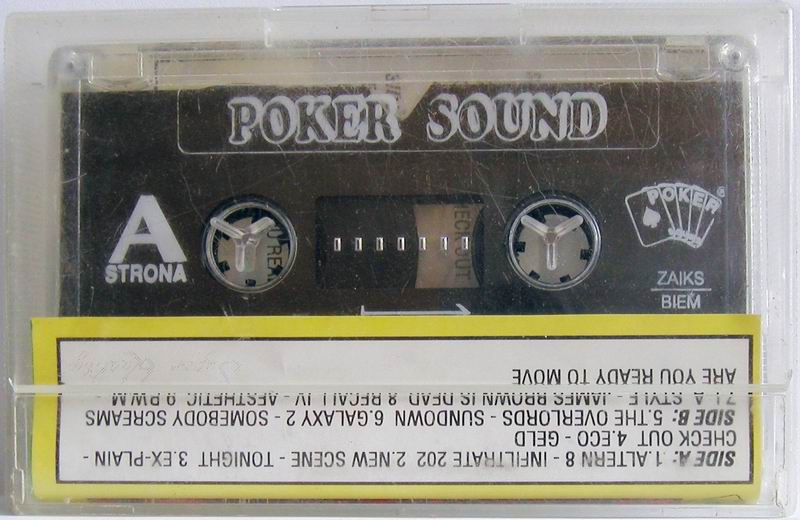 POKER SOUND
A
STRONA
POKER®
ZAIKS
BIEM
SIDE A: 1.ALTERN 8 - INFILTRATE 202 2.NEW SCENE - TONIGHT 3.EX-PLAIN -
CHECK OUT 4.ECO - GELD
SIDE B: 5.THE OVERLORDS - SUNDOWN 6.GALAXY 2 - SOMEBODY SCREAMS
7.L.A. STYLE - JAMES BROWN IS DEAD 8.RECALL IV - AESTHETIC 9.P.W.M. -
ARE YOU READY TO MOVE